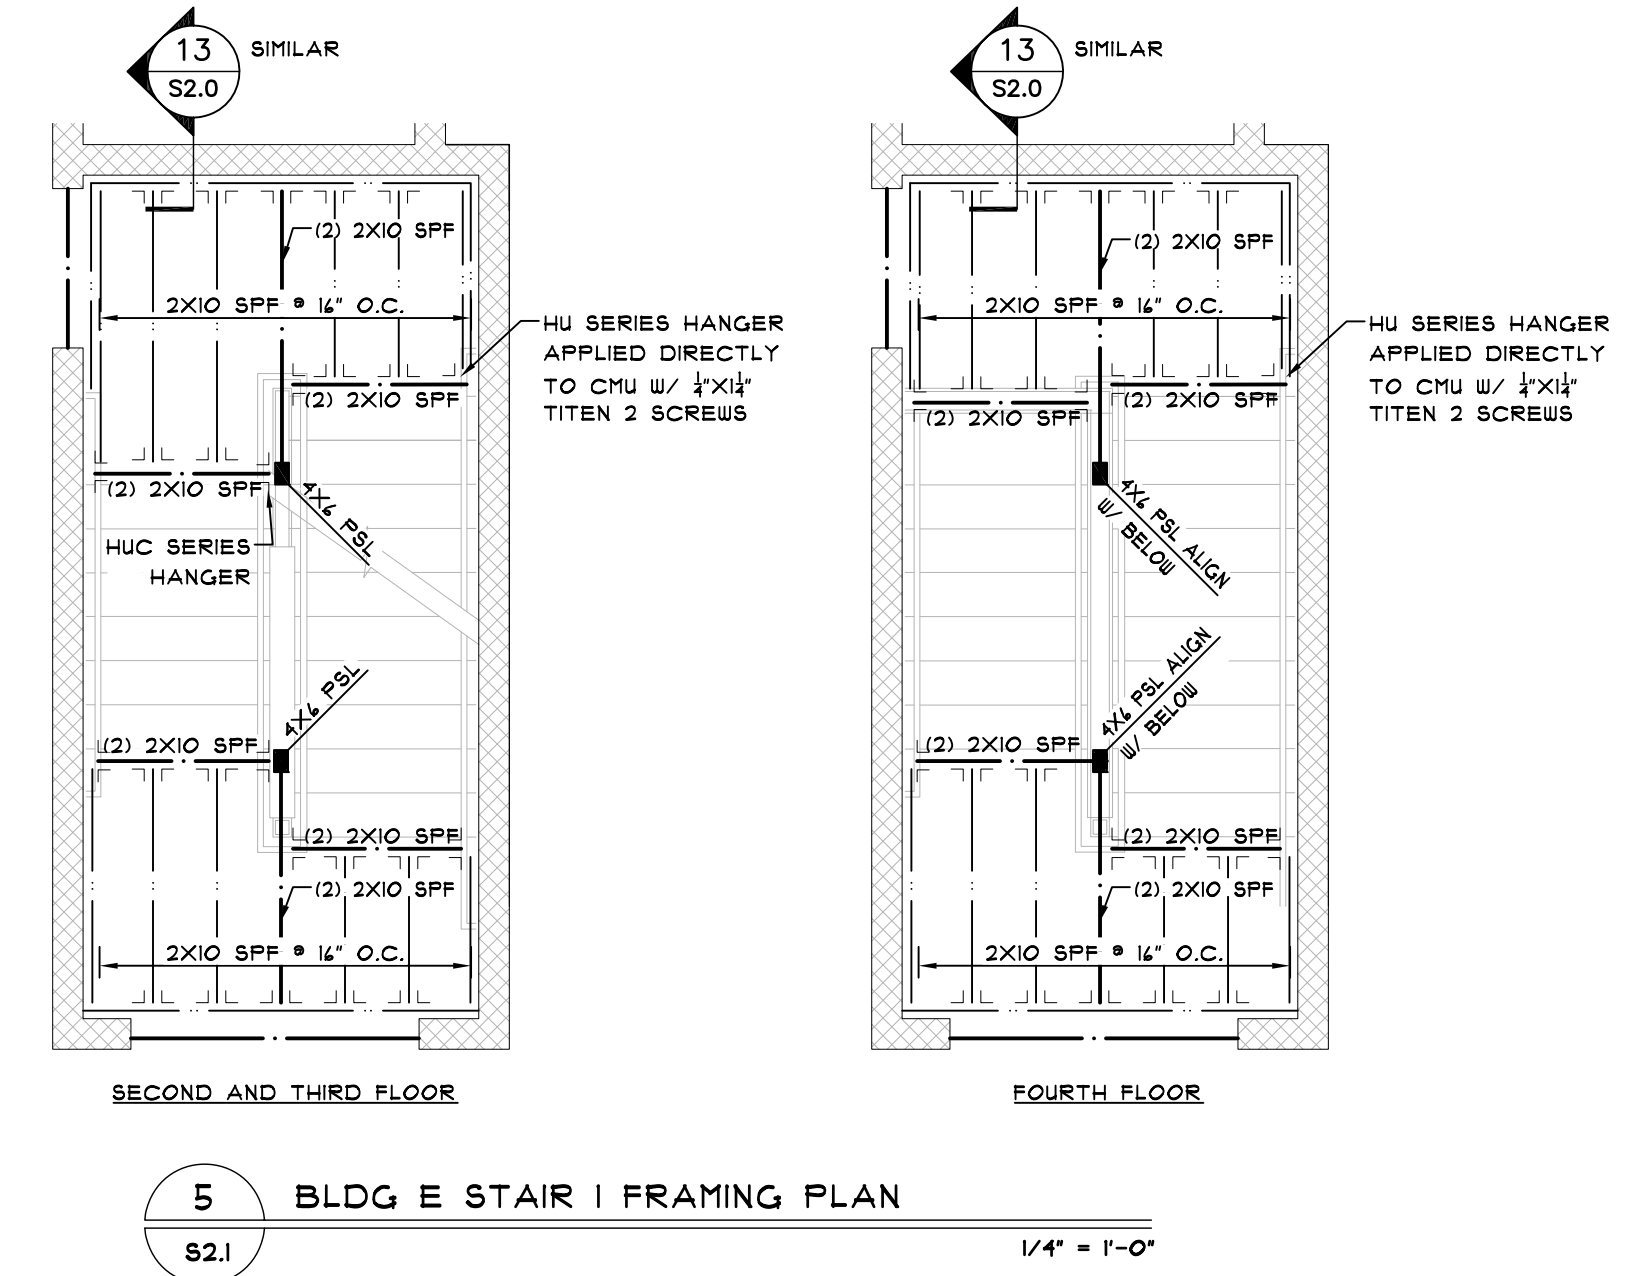 13
S2.0
SIMILAR
(2) 2X10 SPF
2X10 SPF @ 16" O.C.
HU SERIES HANGER
APPLIED DIRECTLY
TO CMU W/ 1/4"X1 1/4"
TITEN 2 SCREWS
(2) 2X10 SPF
(2) 2X10 SPF
4X6 PSL
HUC SERIES
HANGER
4X6 PSL
(2) 2X10 SPF
(2) 2X10 SPF
(2) 2X10 SPF
2X10 SPF @ 16" O.C.
SECOND AND THIRD FLOOR
13
S2.0
SIMILAR
(2) 2X10 SPF
2X10 SPF @ 16" O.C.
HU SERIES HANGER
APPLIED DIRECTLY
TO CMU W/ 1/4"X1 1/4"
TITEN 2 SCREWS
(2) 2X10 SPF
(2) 2X10 SPF
4X6 PSL ALIGN
W/ BELOW
4X6 PSL ALIGN
W/ BELOW
(2) 2X10 SPF
(2) 2X10 SPF
(2) 2X10 SPF
2X10 SPF @ 16" O.C.
FOURTH FLOOR
5
S2.1
BLDG E STAIR 1 FRAMING PLAN
1/4" = 1'-0"